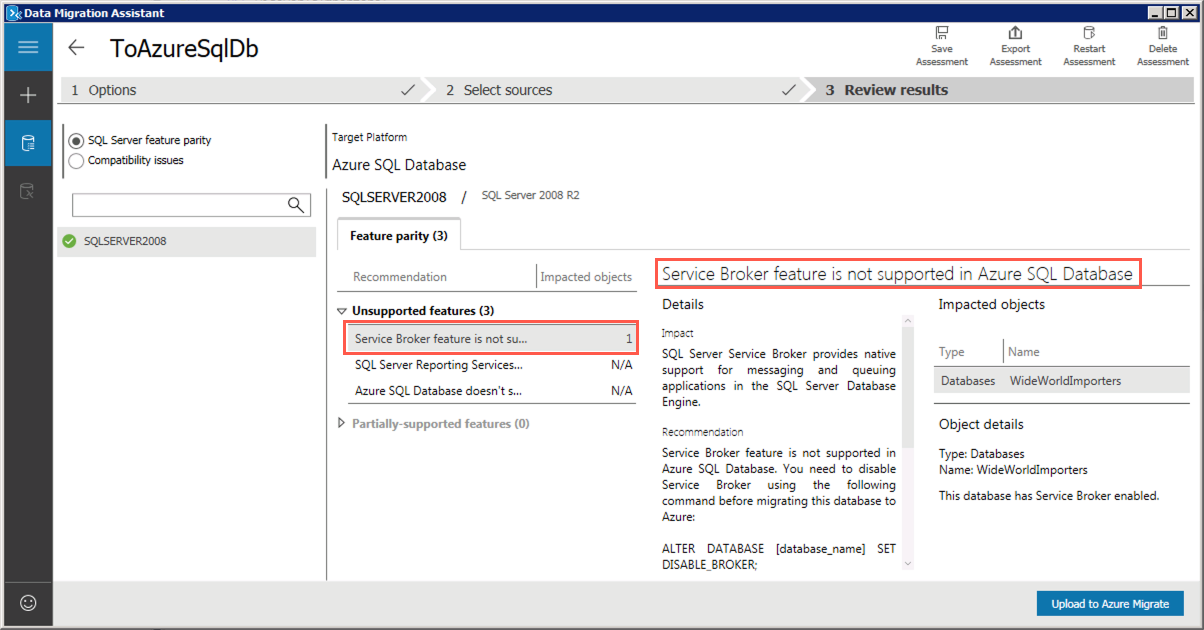 Data Migration Assistant
ToAzureSqlDb
Save Assessment
Export Assessment
Restart Assessment
Delete Assessment
1 Options
2 Select sources
3 Review results
SQL Server feature parity
Compatibility issues
SQLSERVER2008
Target Platform
Azure SQL Database
SQLSERVER2008 / SQL Server 2008 R2
Feature parity (3)
Recommendation Impacted objects
Unsupported features (3)
Service Broker feature is not su... 1
SQL Server Reporting Services... N/A
Azure SQL Database doesn't s... N/A
Partially-supported features (0)
Service Broker feature is not supported in Azure SQL Database
Details
Impact
SQL Server Service Broker provides native
support for messaging and queuing
applications in the SQL Server Database
Engine.
Recommendation
Service Broker feature is not supported in
Azure SQL Database. You need to disable
Service Broker using the following
command before migrating this database to
Azure:
ALTER DATABASE [database_name] SET
DISABLE_BROKER;
Impacted objects
Type Name
Databases WideWorldImporters
Object details
Type: Databases
Name: WideWorldImporters
This database has Service Broker enabled.
Upload to Azure Migrate